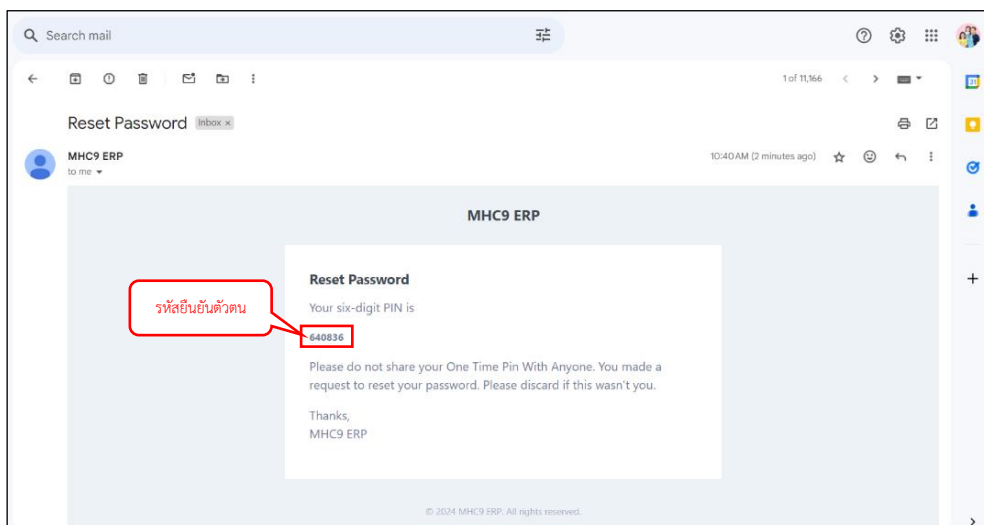 Search mail
1 of 11,166
31
Reset Password Inbox ×
MHC9 ERP
10:40 AM (2 minutes ago)
to me
MHC9 ERP
Reset Password
Your six-digit PIN is
รหัสยืนยันตัวตน
640836
Please do not share your One Time Pin With Anyone. You made a
request to reset your password. Please discard if this wasn't you.
Thanks,
MHC9 ERP
© 2024 MHC9 ERP. All rights reserved.